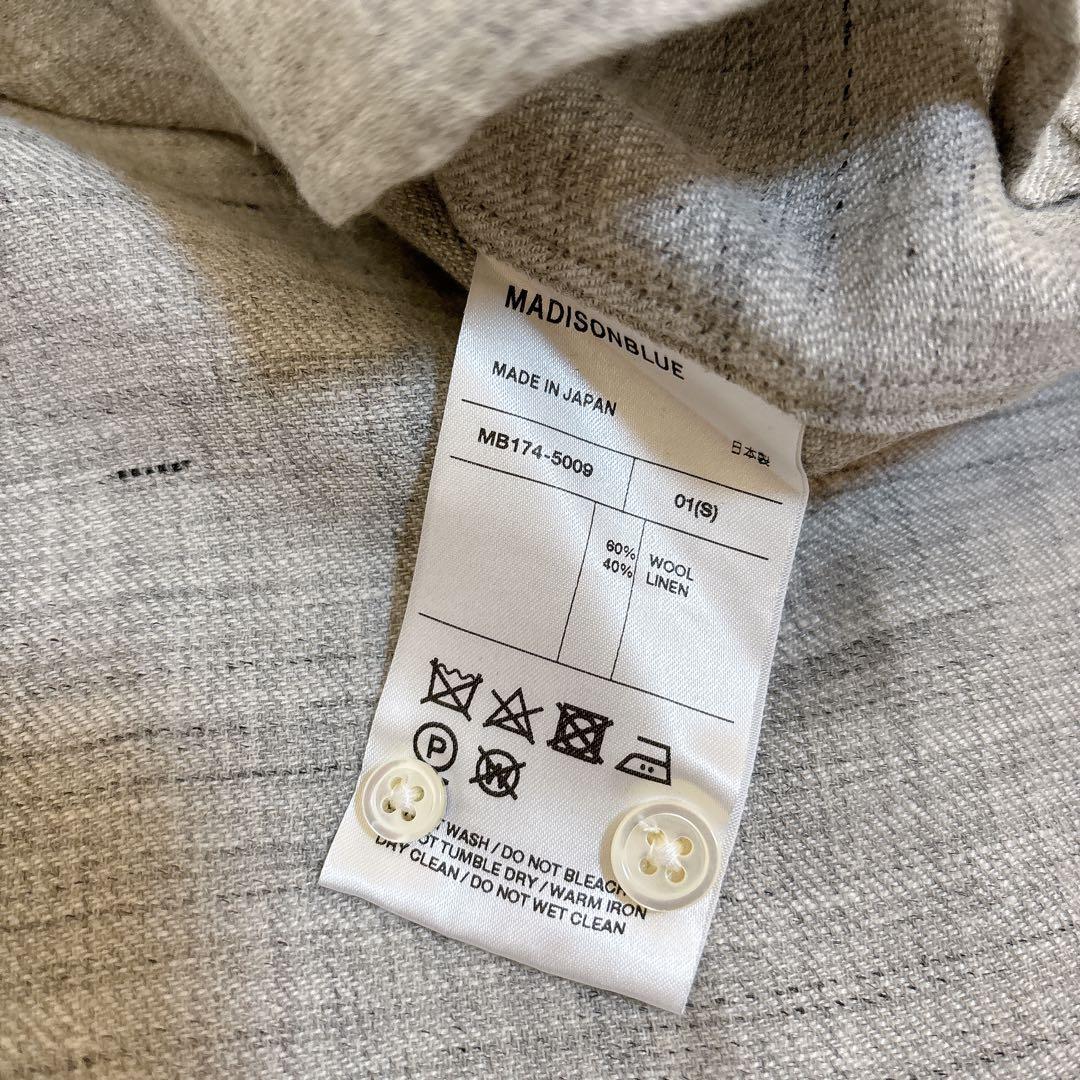 MADISONBLUE
MADE IN JAPAN
日本製
MB174-5009 01(S)
60% WOOL
40% LINEN
P
W
WASH / DO NOT BLEACH
TUMBLE DRY / WARM IRON
DRY CLEAN / DO NOT WET CLEAN